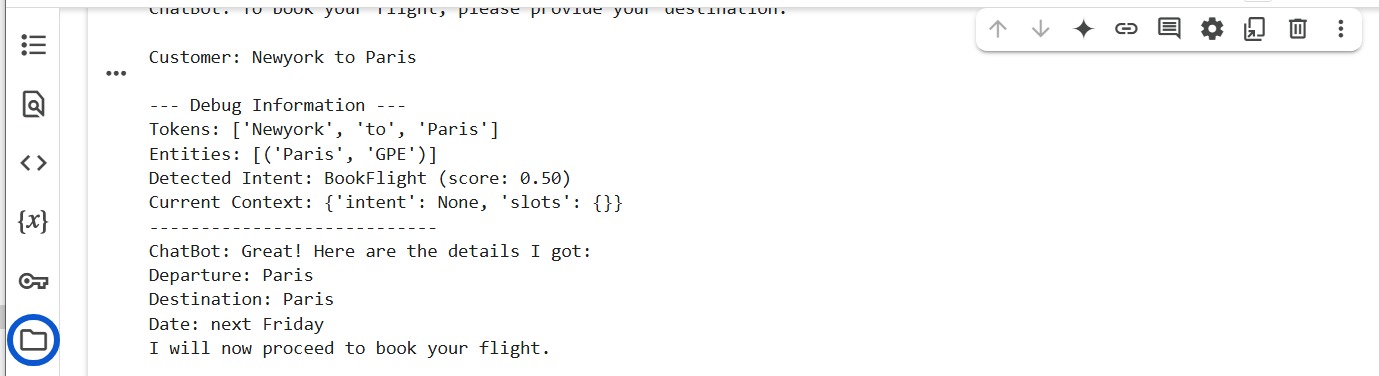 ChatBot: To book your flight, please provide your destination.
Customer: Newyork to Paris
--- Debug Information ---
Tokens: ['Newyork', 'to', 'Paris']
Entities: [('Paris', 'GPE')]
Detected Intent: BookFlight (score: 0.50)
Current Context: {'intent': None, 'slots': {}}
----------------------------
ChatBot: Great! Here are the details I got:
Departure: Paris
Destination: Paris
Date: next Friday
I will now proceed to book your flight.